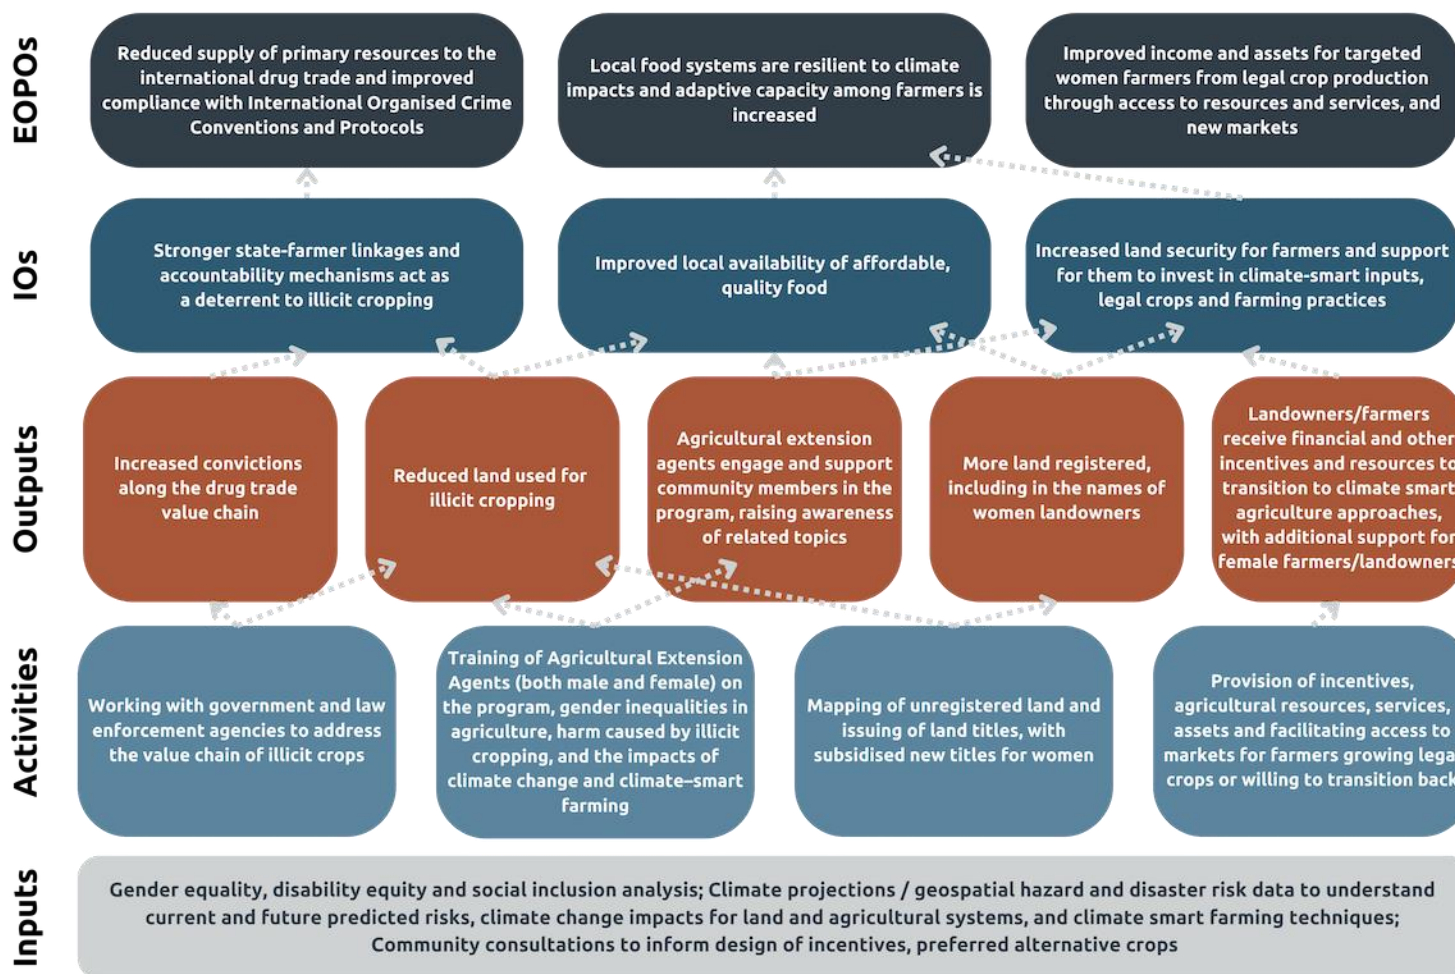 EOPOs
Reduced supply of primary resources to the
international drug trade and improved
compliance with International Organised Crime
Conventions and Protocols
Local food systems are resilient to climate
impacts and adaptive capacity among farmers is
increased
Improved income and assets for targeted
women farmers from legal crop production
through access to resources and services, and
new markets
IOs
Stronger state-farmer linkages and
accountability mechanisms act as
a deterrent to illicit cropping
Improved local availability of affordable,
quality food
Increased land security for farmers and support
for them to invest in climate-smart inputs,
legal crops and farming practices
Outputs
Increased convictions
along the drug trade
value chain
Reduced land used for
illicit cropping
Agricultural extension
agents engage and support
community members in the
program, raising awareness
of related topics
More land registered,
including in the names of
women landowners
Landowners/farmers
receive financial and other
incentives and resources to
transition to climate smart
agriculture approaches,
with additional support for
female farmers/landowners
Activities
Working with government and law
enforcement agencies to address
the value chain of illicit crops
Training of Agricultural Extension
Agents (both male and female) on
the program, gender inequalities in
agriculture, harm caused by illicit
cropping, and the impacts of
climate change and climate–smart
farming
Mapping of unregistered land and
issuing of land titles, with
subsidised new titles for women
Provision of incentives,
agricultural resources, services,
assets and facilitating access to
markets for farmers growing legal
crops or willing to transition back
Inputs
Gender equality, disability equity and social inclusion analysis; Climate projections / geospatial hazard and disaster risk data to understand
current and future predicted risks, climate change impacts for land and agricultural systems, and climate smart farming techniques;
Community consultations to inform design of incentives, preferred alternative crops